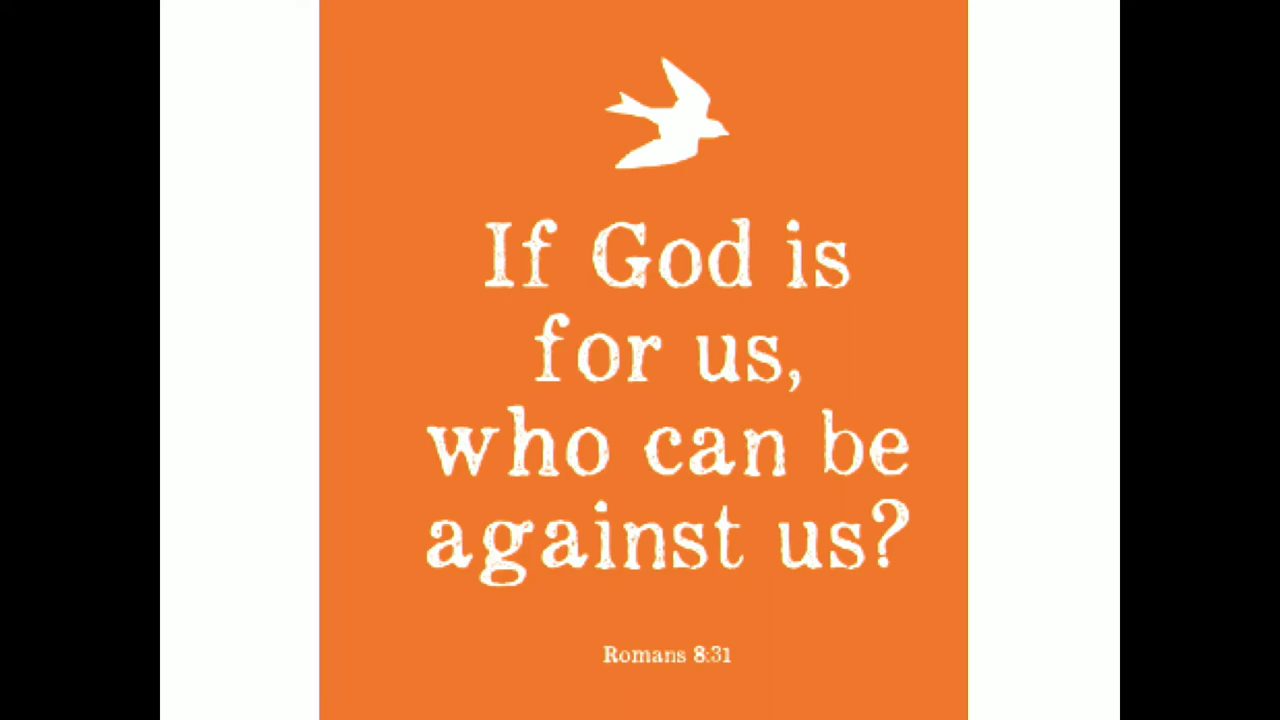 If God is
for us,
who can be
against us?
Romans 8:31